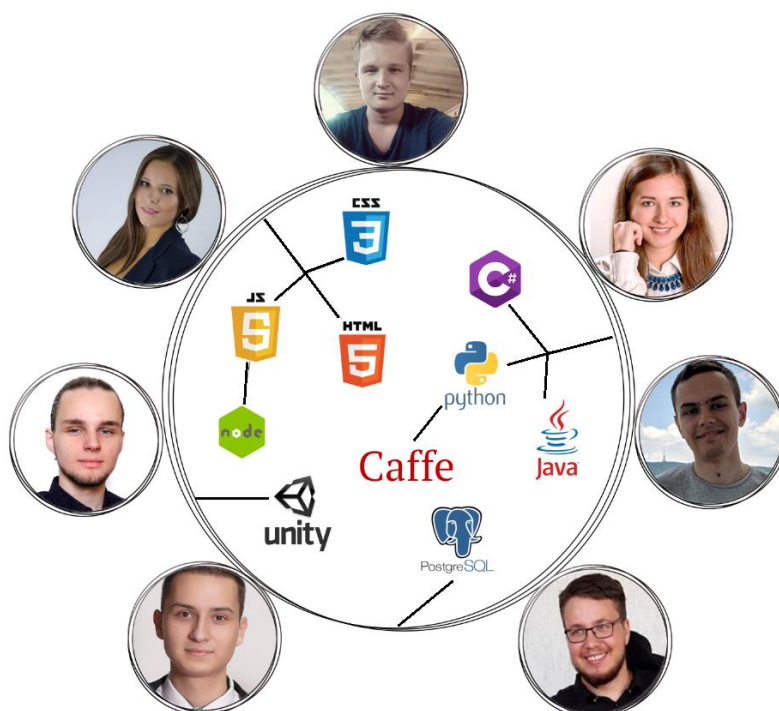 CSS
3
C#
JS
5
HTML
5
python
node
Java
Caffe
unity
PostgreSQL